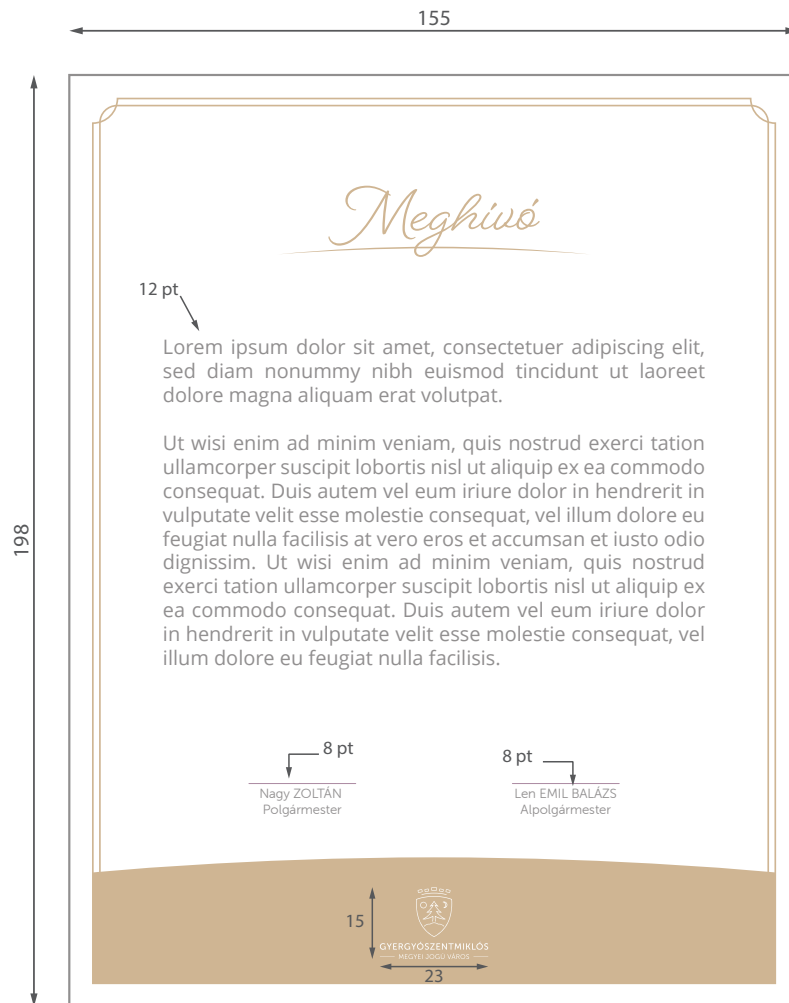 155
Meghívó
12 pt
Lorem ipsum dolor sit amet, consectetuer adipiscing elit,
sed diam nonummy nibh euismod tincidunt ut laoreet
dolore magna aliquam erat volutpat.
Ut wisi enim ad minim veniam, quis nostrud exerci tation
ullamcorper suscipit lobortis nisl ut aliquip ex ea commodo
consequat. Duis autem vel eum iriure dolor in hendrerit in
vulputate velit esse molestie consequat, vel illum dolore eu
feugiat nulla facilisis at vero eros et accumsan et iusto odio
dignissim. Ut wisi enim ad minim veniam, quis nostrud
exerci tation ullamcorper suscipit lobortis nisl ut aliquip ex
ea commodo consequat. Duis autem vel eum iriure dolor
in hendrerit in vulputate velit esse molestie consequat, vel
illum dolore eu feugiat nulla facilisis.
198
8 pt
8 pt
Nagy ZOLTÁN
Polgármester
Len EMIL BALÁZS
Alpolgármester
15
GYERGYÓSZENTMIKLÓS
MEGYEI JOGÚ VÁROS
23